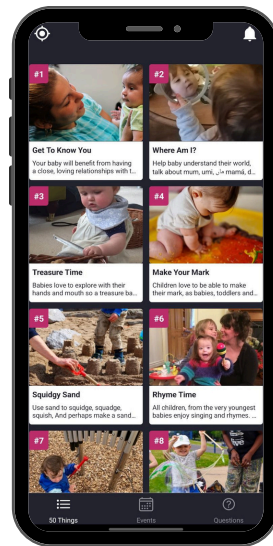 #1
#2
Get To Know You
Your baby will benefit from having
a close, loving relationships with t...
Where Am I?
Help baby understand their world,
talk about mum, umi, ماں, mamá, d...
#3
#4
Treasure Time
Babies love to explore with their
hands and mouth so a treasure ba...
Make Your Mark
Children love to be able to make
their mark, as babies, toddlers and...
#5
#6
Squidgy Sand
Use sand to squidge, squadge,
squish, And perhaps make a sand...
Rhyme Time
All children, from the very youngest
babies enjoy singing and rhymes. ...
#7
#8
50 Things
Events
Questions